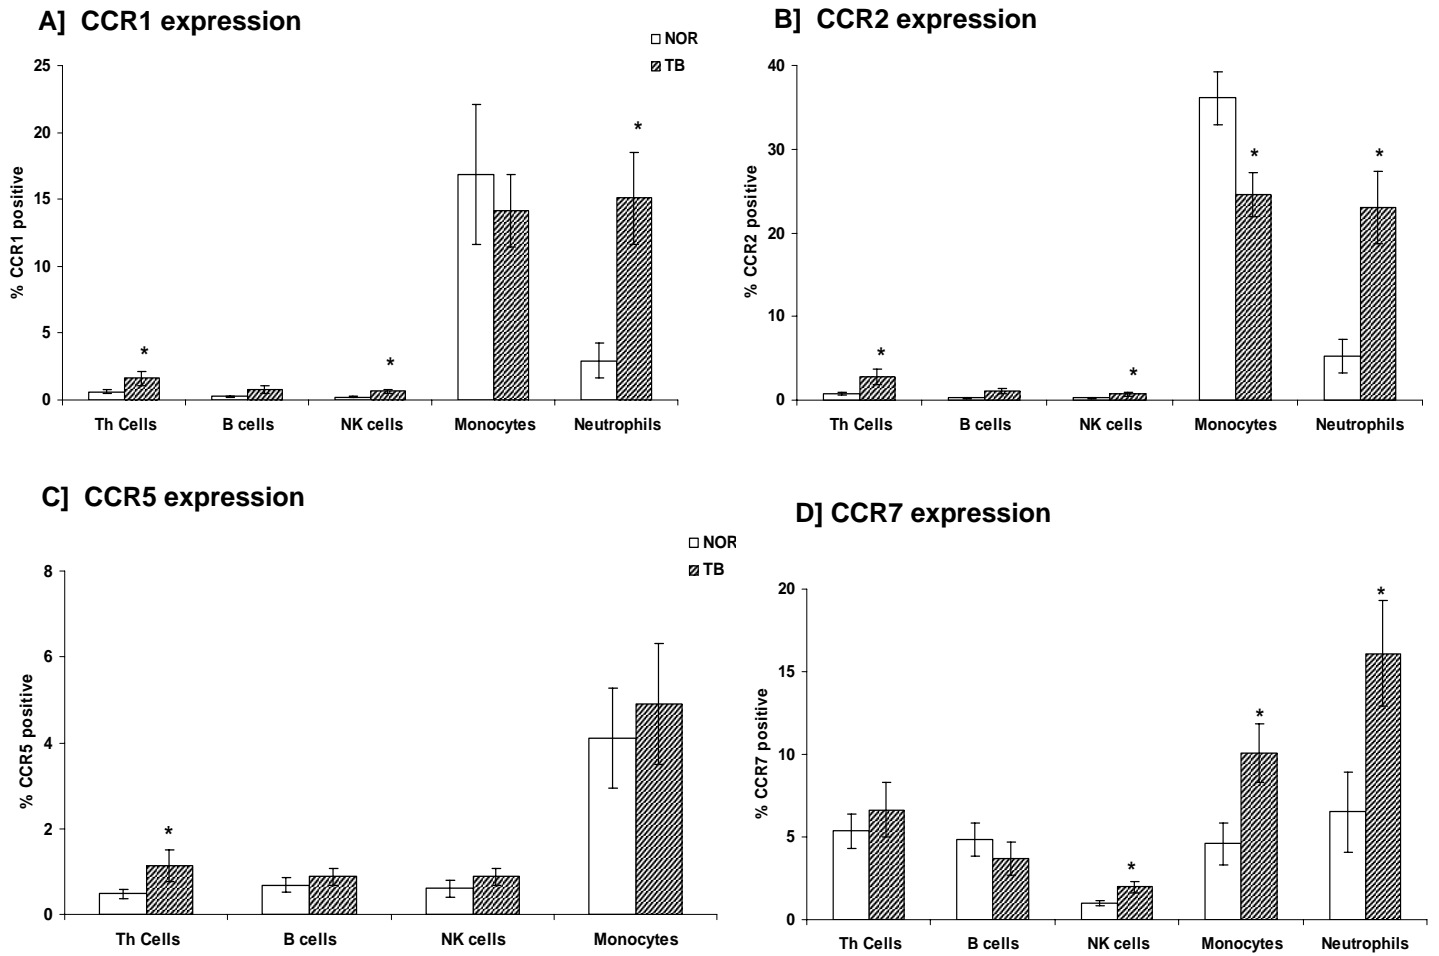 A] CCR1 expression
NOR
TB
25
20
15
10
5
0
% CCR1 positive
*
*
*
Th Cells B cells NK cells Monocytes Neutrophils
B] CCR2 expression
40
30
20
10
0
% CCR2 positive
*
*
*
*
Th Cells B cells NK cells Monocytes Neutrophils
C] CCR5 expression
NOR
TB
8
6
4
2
0
% CCR5 positive
*
Th Cells B cells NK cells Monocytes
D] CCR7 expression
20
15
10
5
0
% CCR7 positive
*
*
*
Th Cells B cells NK cells Monocytes Neutrophils